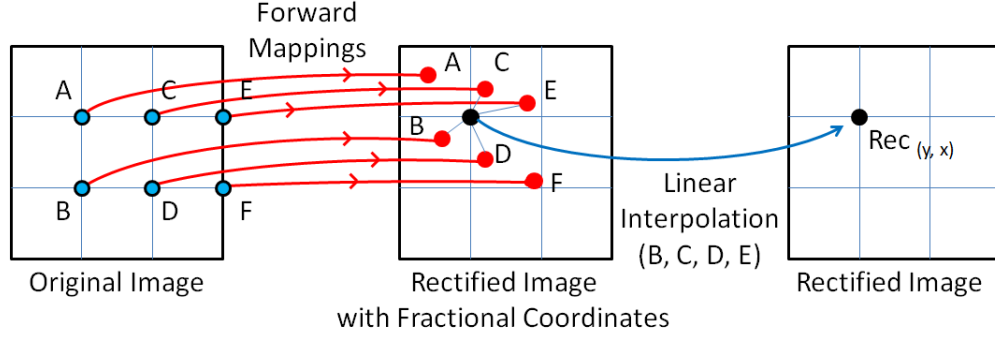 Forward
Mappings
A
C
E
B
D
F
Original Image
A
C
E
B
D
F
Rectified Image
with Fractional Coordinates
Linear
Interpolation
(B, C, D, E)
Rec (y, x)
Rectified Image